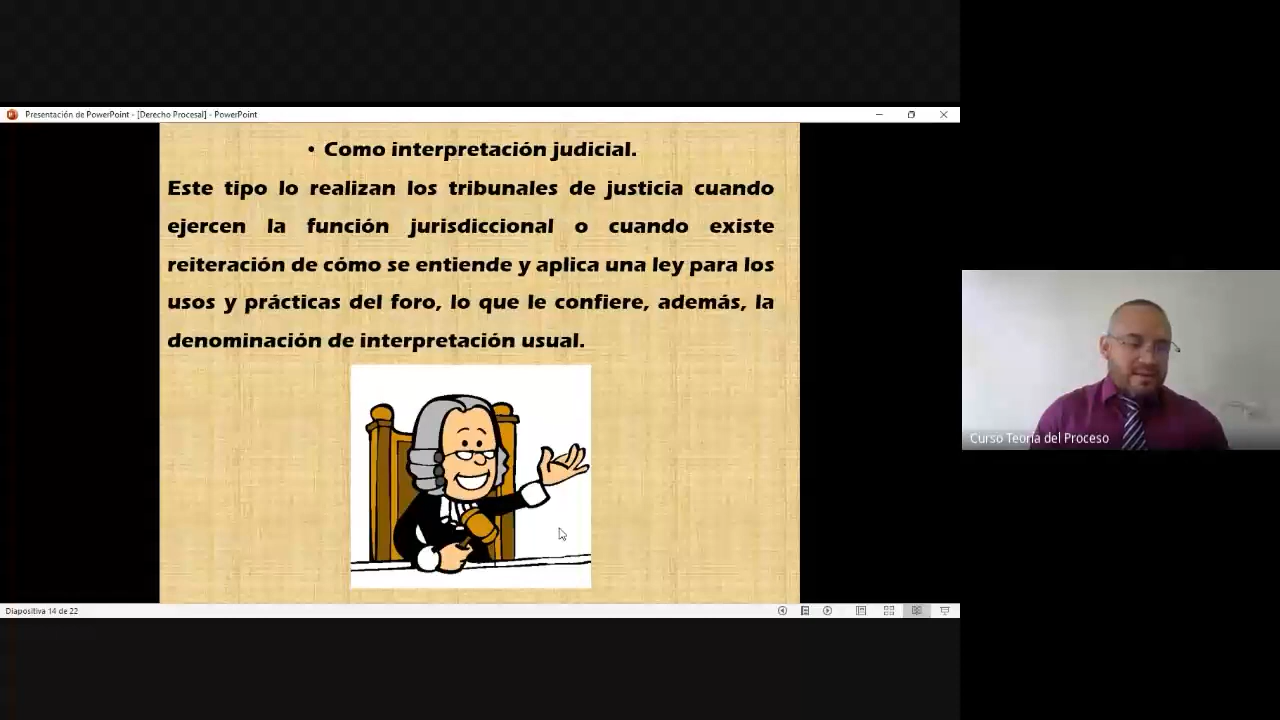 Presentación de PowerPoint - [Derecho Procesal] - PowerPoint
• Como interpretación judicial.
Este tipo lo realizan los tribunales de justicia cuando
ejercen la función jurisdiccional o cuando existe
reiteración de cómo se entiende y aplica una ley para los
usos y prácticas del foro, lo que le confiere, además, la
denominación de interpretación usual.
Curso Teoría del Proceso
Diapositiva 14 de 22